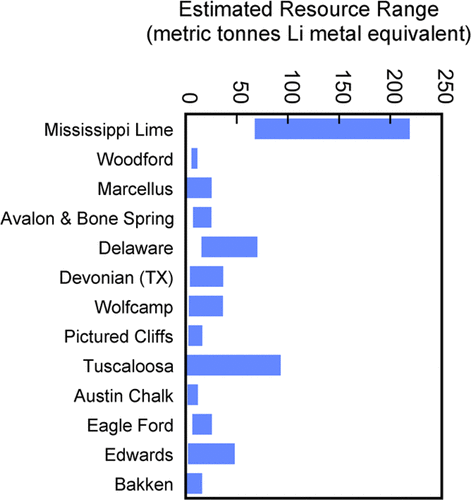 Estimated Resource Range
(metric tonnes Li metal equivalent)
0 50 100 150 200 250
Mississippi Lime
Woodford
Marcellus
Avalon & Bone Spring
Delaware
Devonian (TX)
Wolfcamp
Pictured Cliffs
Tuscaloosa
Austin Chalk
Eagle Ford
Edwards
Bakken